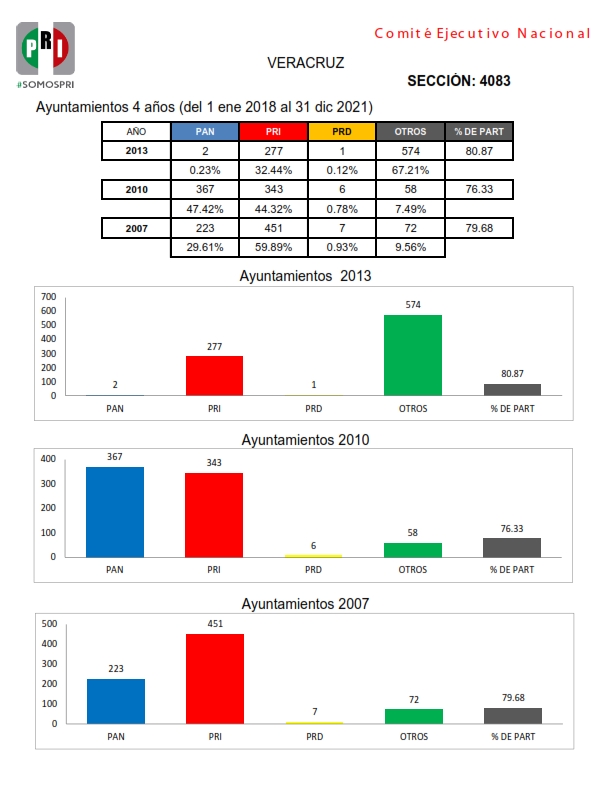 Comité Ejecutivo Nacional
PRI
#SOMOSPRI
VERACRUZ
SECCIÓN: 4083
Ayuntamientos 4 años (del 1 ene 2018 al 31 dic 2021)
AÑO PAN PRI PRD OTROS % DE PART
2013 2 277 1 574 80.87
0.23% 32.44% 0.12% 67.21%
2010 367 343 6 58 76.33
47.42% 44.32% 0.78% 7.49%
2007 223 451 7 72 79.68
29.61% 59.89% 0.93% 9.56%
Ayuntamientos 2013
700
600
500
400
300
200
100
0
2 277 1 574 80.87
PAN PRI PRD OTROS % DE PART
Ayuntamientos 2010
400
300
200
100
0
367 343 6 58 76.33
PAN PRI PRD OTROS % DE PART
Ayuntamientos 2007
500
400
300
200
100
0
223 451 7 72 79.68
PAN PRI PRD OTROS % DE PART